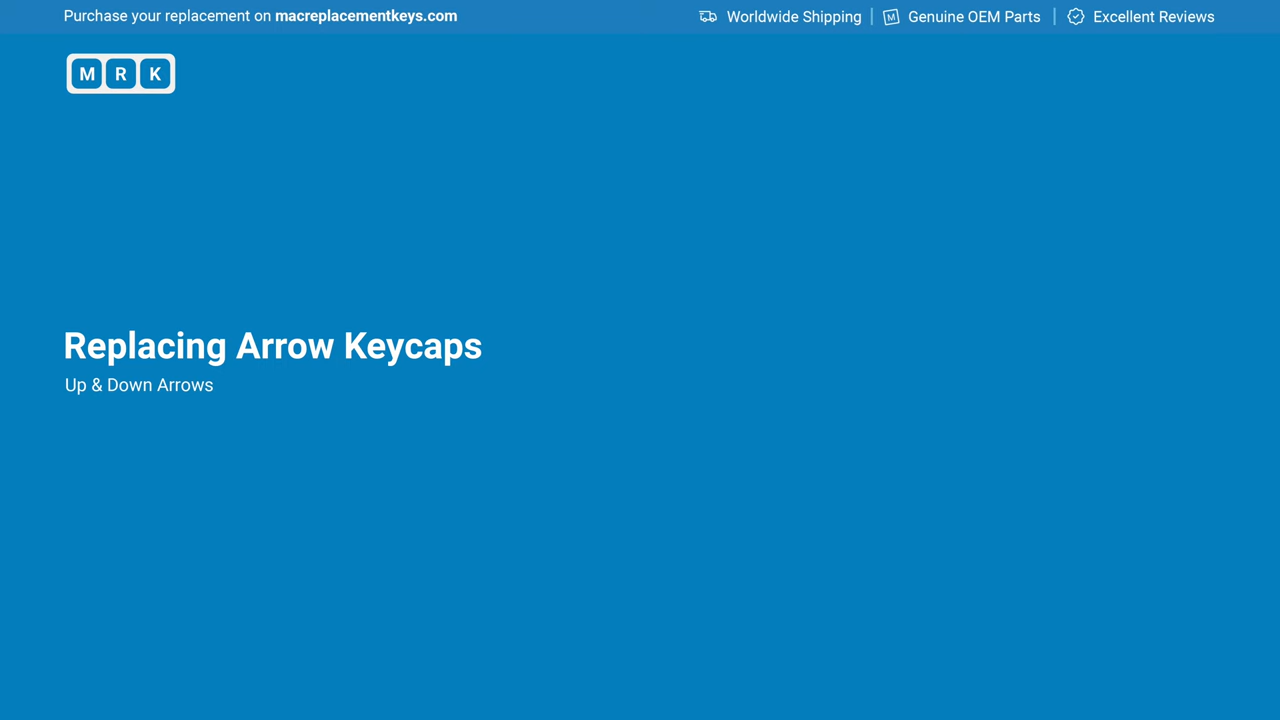 Purchase your replacement on macreplacementkeys.com
Worldwide Shipping
Genuine OEM Parts
Excellent Reviews
M R K
Replacing Arrow Keycaps
Up & Down Arrows